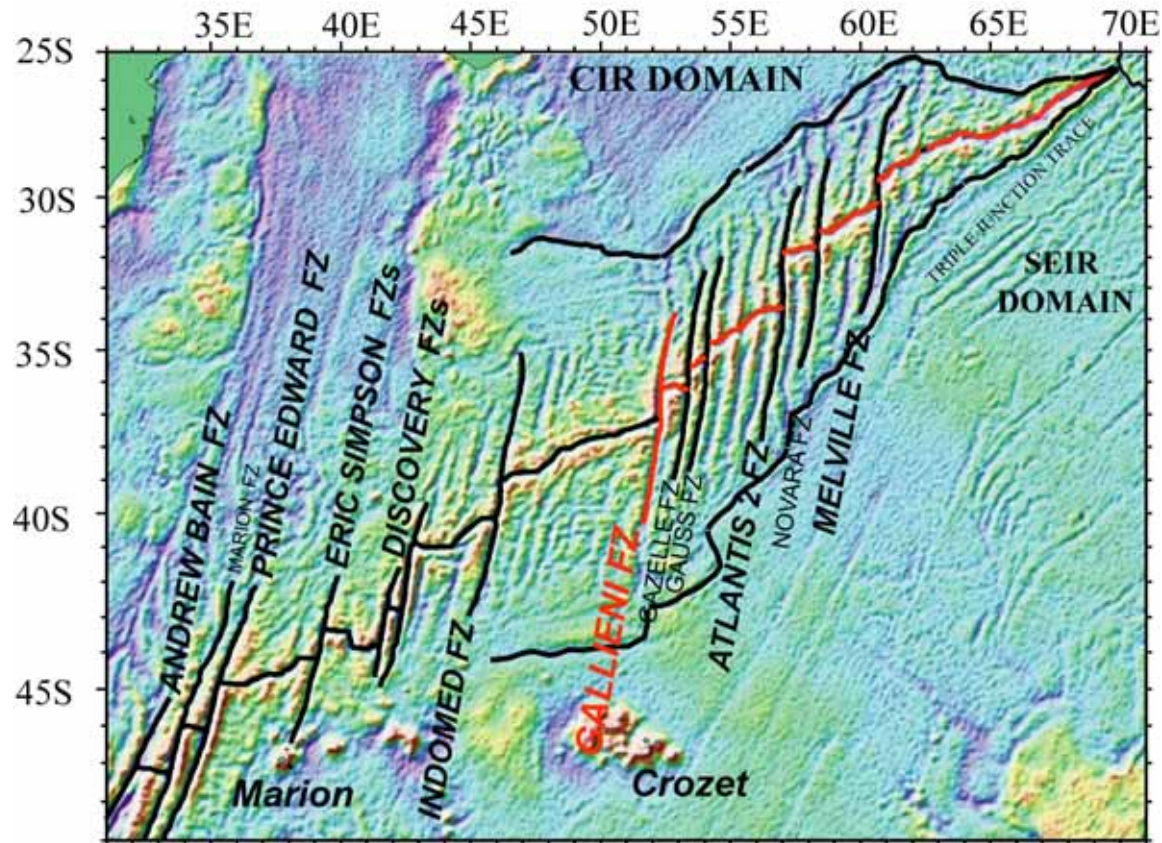 35E 40E 45E 50E 55E 60E 65E 70E
25S
CIR DOMAIN
30S
TRIPLE JUNCTION TRACE
SEIR
DOMAIN
35S
40S
45S
ANDREW BAIN FZ
MARION FZ
PRINCE EDWARD FZ
ERIC SIMPSON FZs
DISCOVERY FZs
INDOMED FZ
GALLIENI FZ
GAZELLE FZ
GAUSS FZ
ATLANTIS 2 FZ
NOVARA FZ
MELVILLE FZ
Marion
Crozet